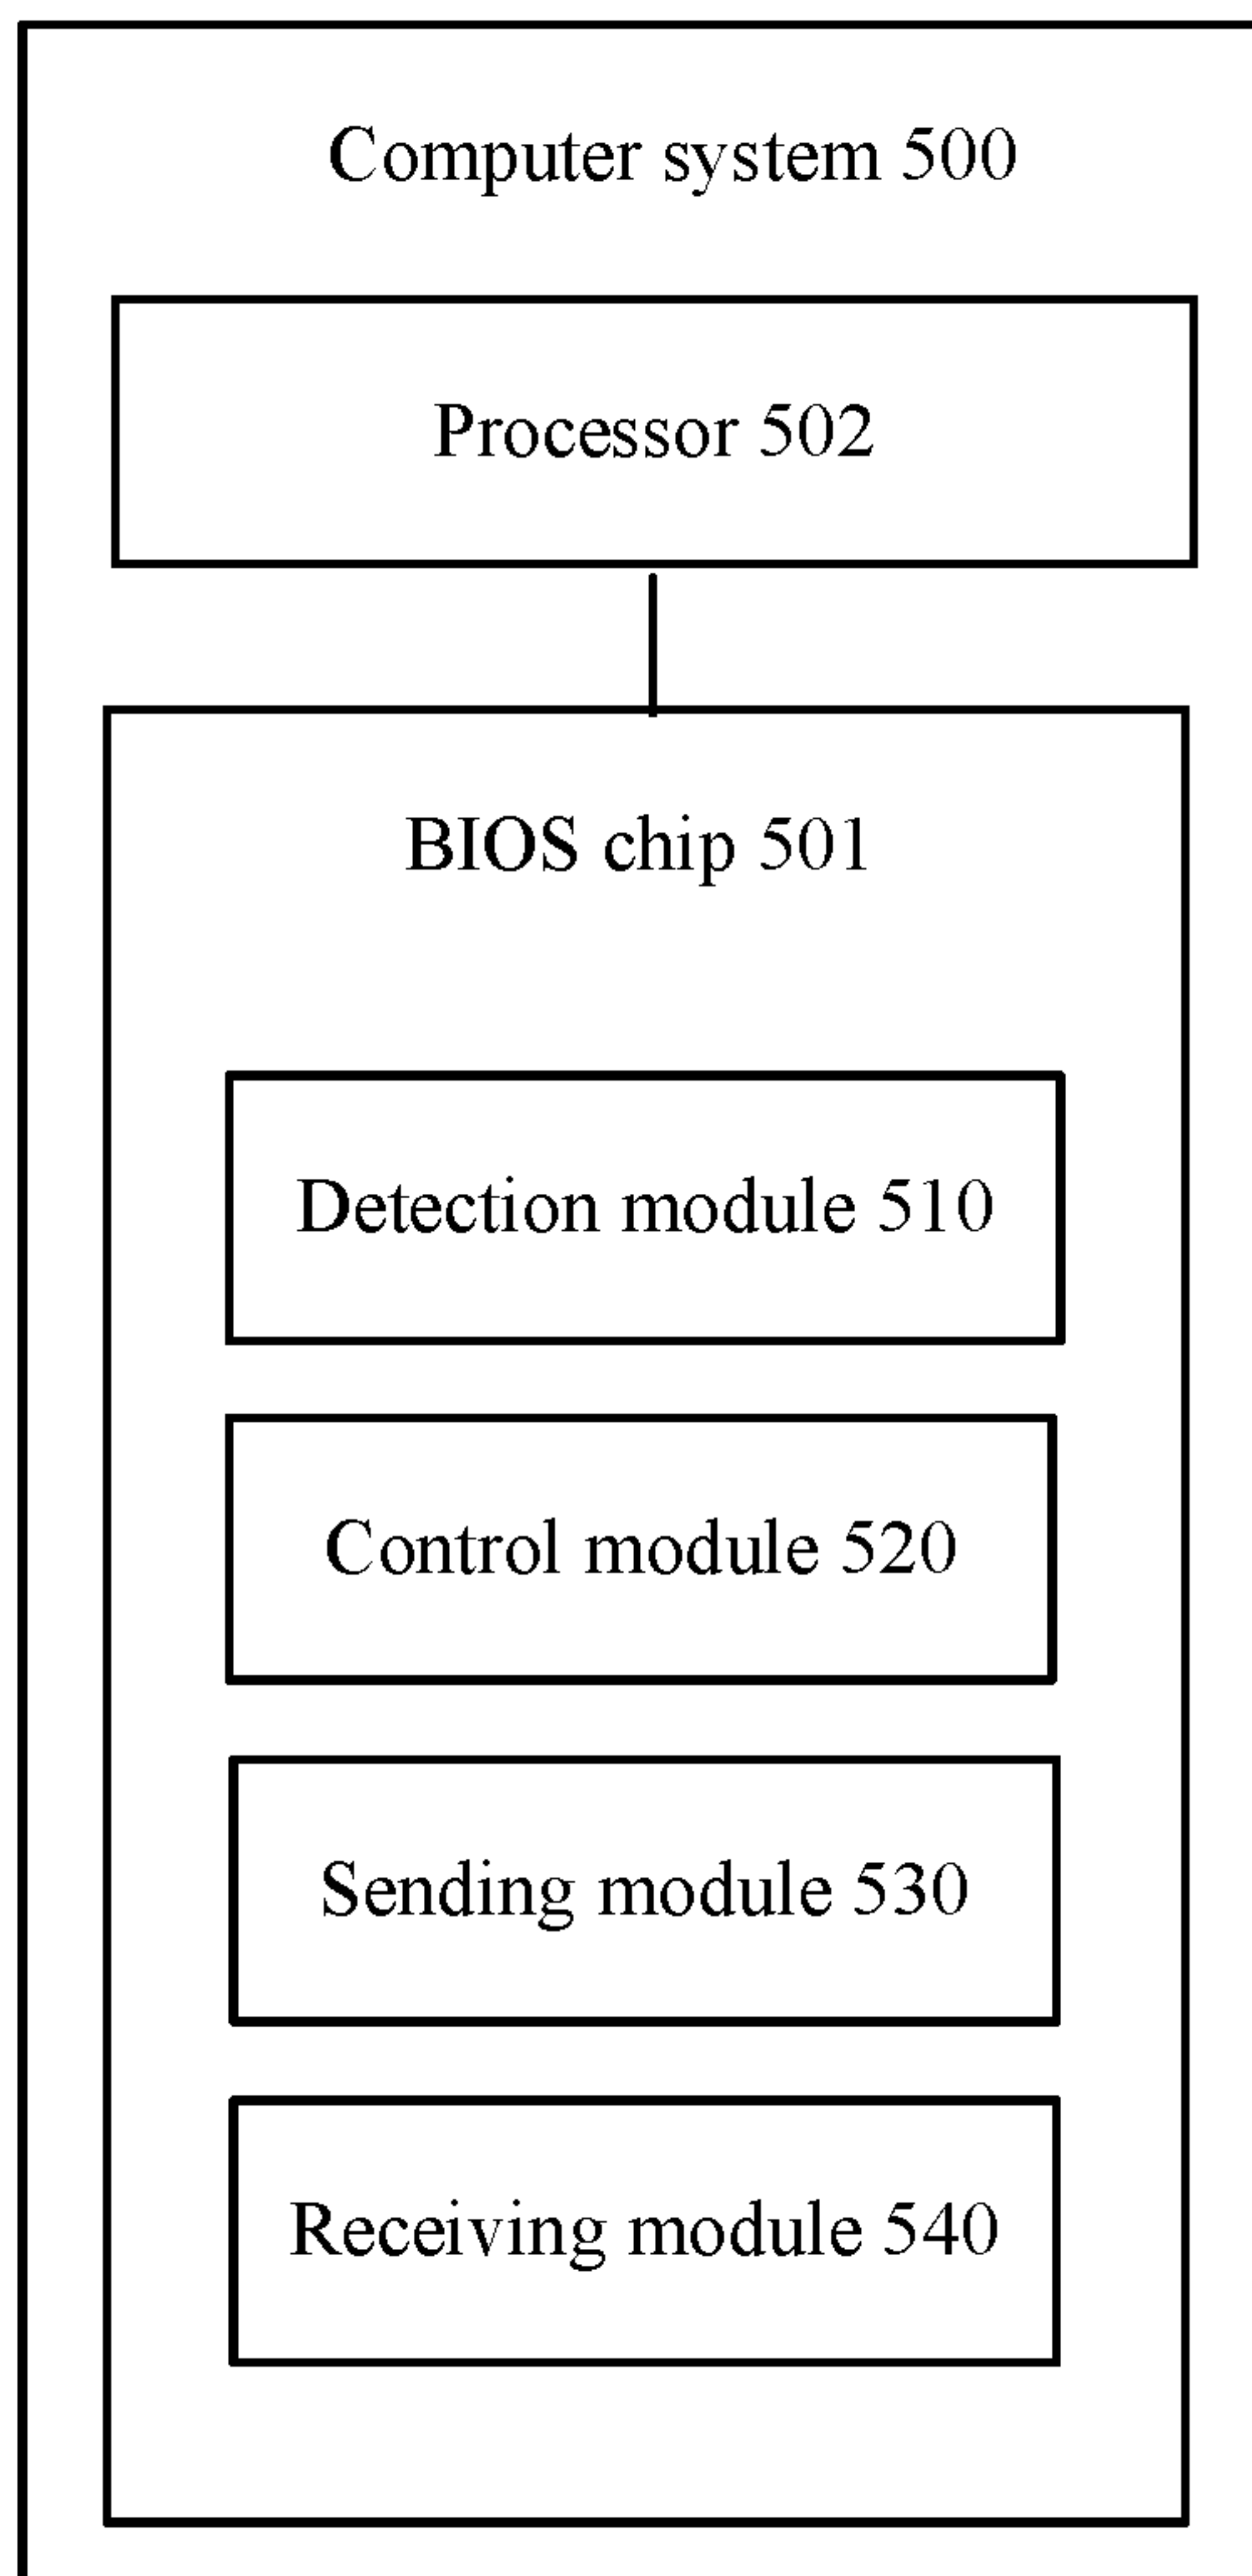 Computer system 500
Processor 502
BIOS chip 501
Detection module 510
Control module 520
Sending module 530
Receiving module 540